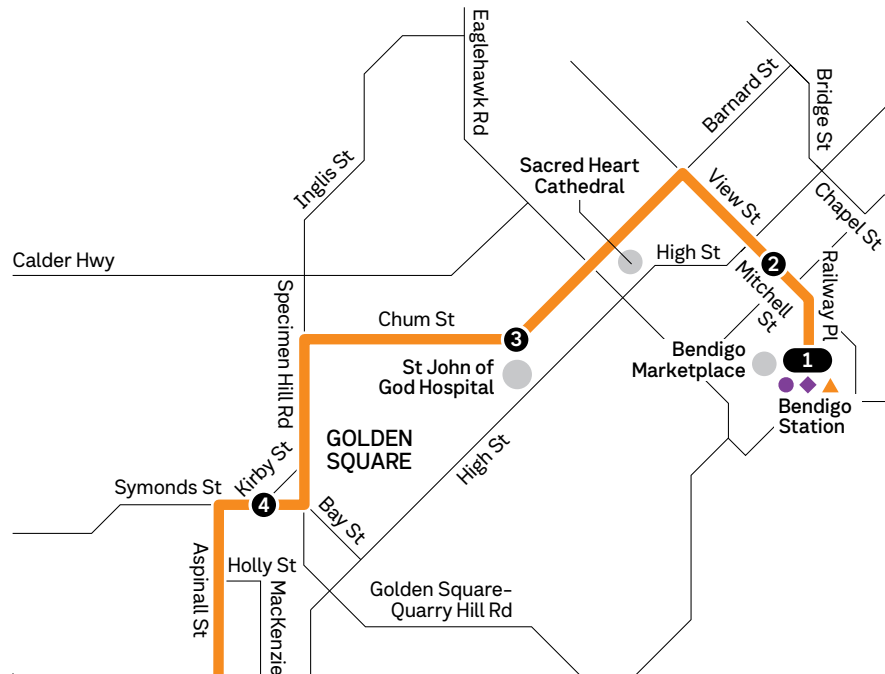 Eaglehawk Rd
Barnard St
Bridge St
Inglis St
Sacred Heart
Cathedral
View St
Chapel St
Calder Hwy
High St
2
Mitchell
St
Railway Pl
Specimen Hill Rd
Chum St
3
Bendigo
Marketplace
1
St John of
God Hospital
Bendigo
Station
GOLDEN
SQUARE
High St
Kirby St
Symonds St
4
Bay St
Aspinall St
Holly St
MacKenzie
Golden Square–
Quarry Hill Rd